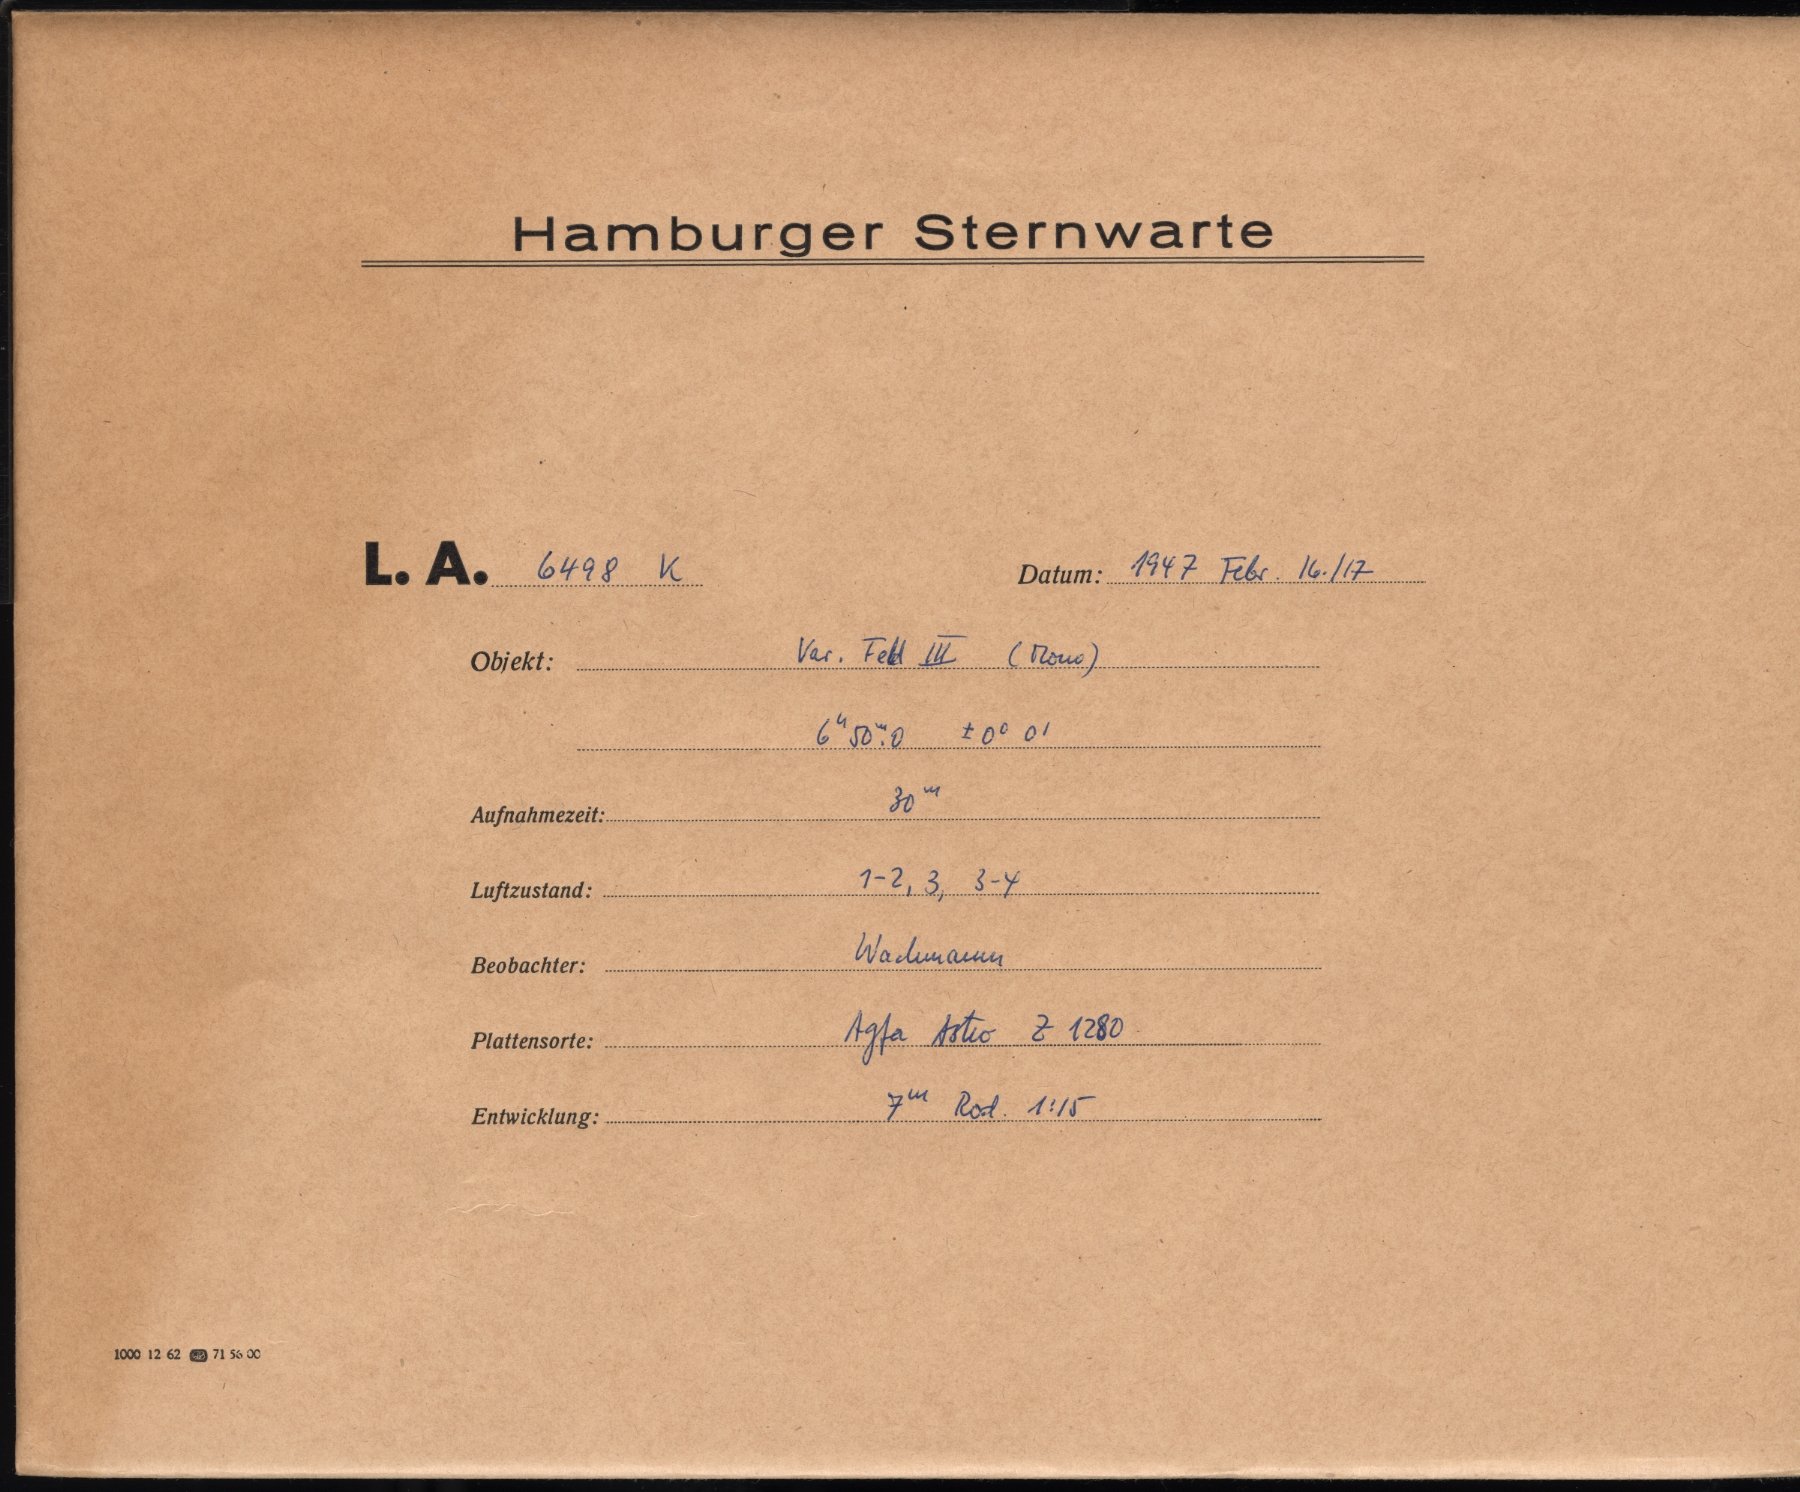 Hamburger Sternwarte
L. A. 6498 K Datum: 1947 Febr. 16./17
Objekt: Var. Feld III (Mono)
6ʰ 50ᵐ.0 ±0° 0'
Aufnahmezeit: 30ᵐ
Luftzustand: 1-2, 3, 3-4
Beobachter: Wachmann
Plattensorte: Agfa Astro Z 1280
Entwicklung: 7ᵐ Rod. 1:15
1000 12 62 71 56 00